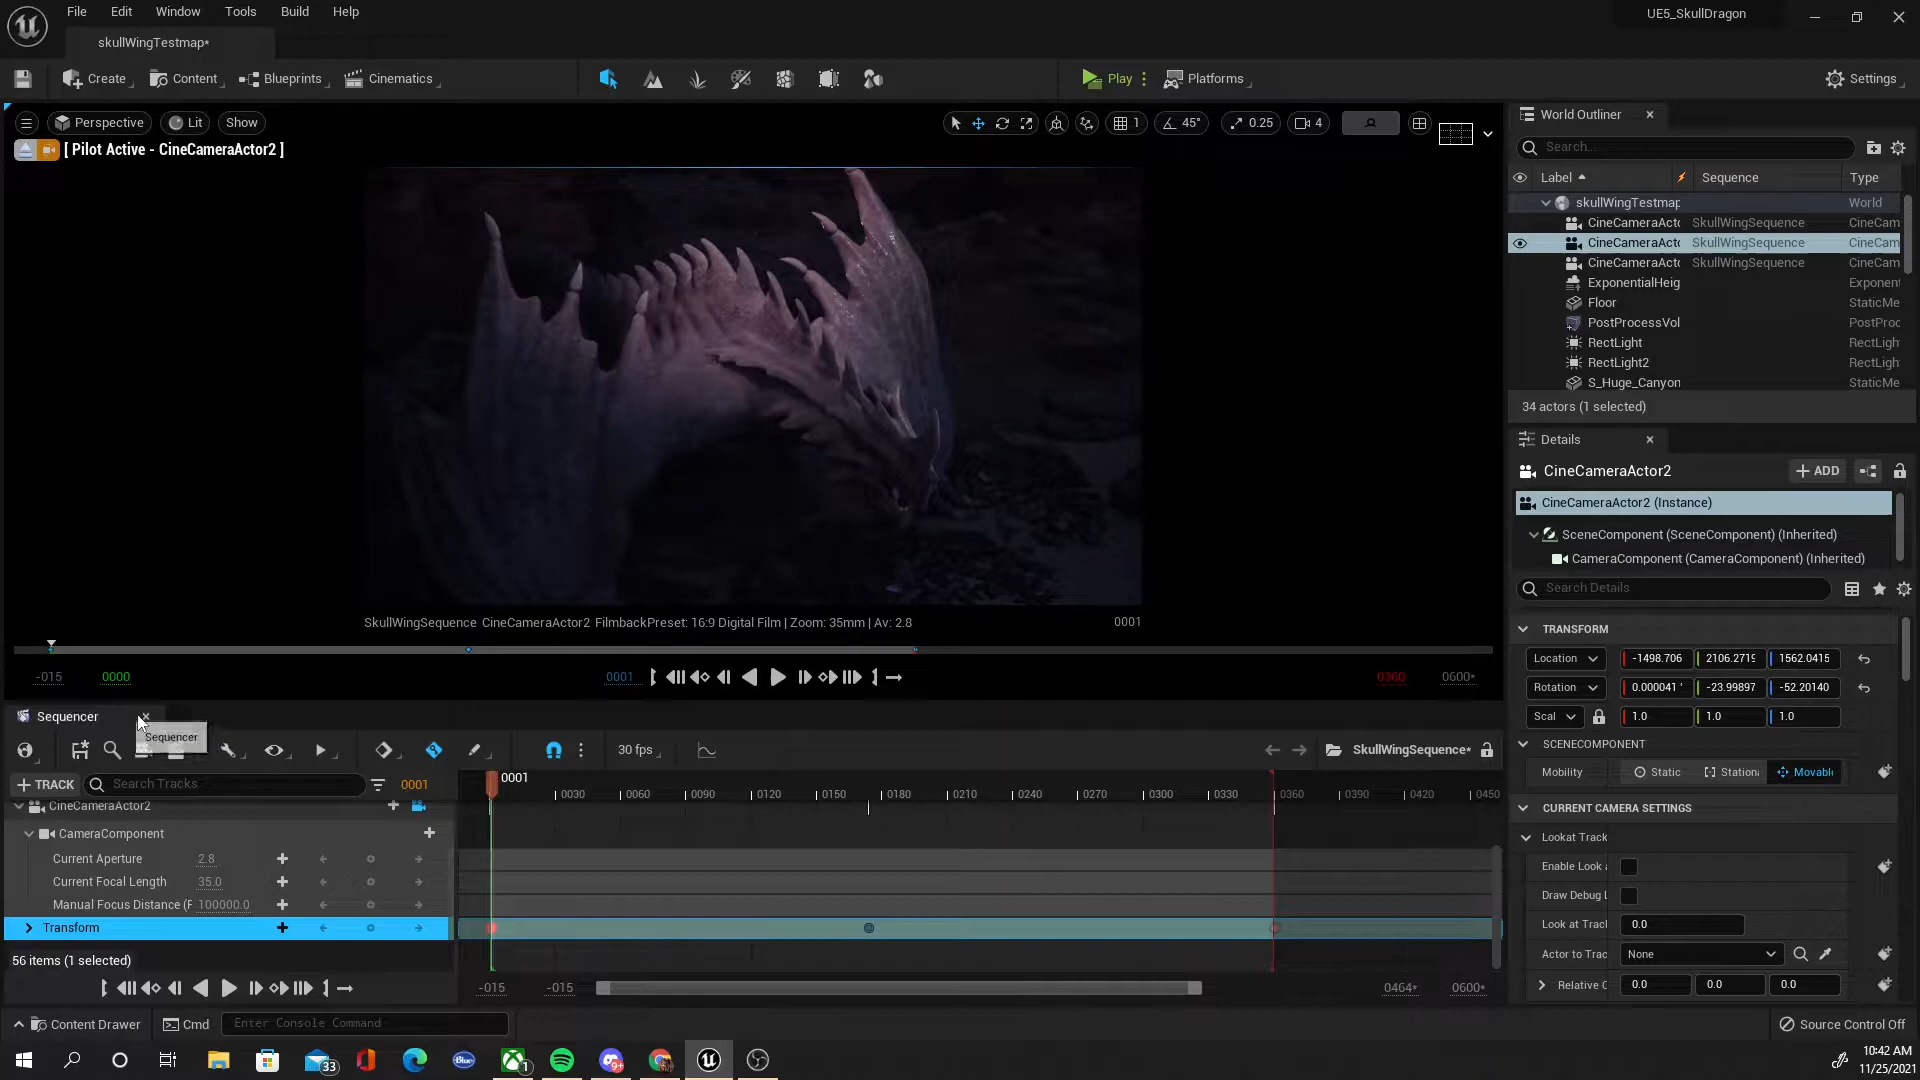 File Edit Window Tools Build Help
UE5_SkullDragon
skullWingTestmap*
Create Content Blueprints Cinematics Play Platforms Settings
Perspective Lit Show 1 45° 0.25 4
[ Pilot Active - CineCameraActor2 ]
SkullWingSequence CineCameraActor2 FilmbackPreset: 16:9 Digital Film | Zoom: 35mm | Av: 2.8 0001
-015 0000 0001 0360 0600*
World Outliner
Search...
Label Sequence Type
skullWingTestmap World
CineCameraActo SkullWingSequence CineCam
CineCameraActo SkullWingSequence CineCam
CineCameraActo SkullWingSequence CineCam
ExponentialHeig Exponent
Floor StaticMe
PostProcessVol PostProc
RectLight RectLigh
RectLight2 RectLigh
S_Huge_Canyon StaticMe
34 actors (1 selected)
Details
CineCameraActor2 + ADD
CineCameraActor2 (Instance)
SceneComponent (SceneComponent) (Inherited)
CameraComponent (CameraComponent) (Inherited)
Search Details
TRANSFORM
Location -1498.706 2106.2719 1562.0415
Rotation 0.000041 ° -23.99897 -52.20140
Scal 1.0 1.0 1.0
SCENECOMPONENT
Mobility Static Station Movabl
CURRENT CAMERA SETTINGS
Lookat Track
Enable Look a
Draw Debug L
Look at Track 0.0
Actor to Trac None
Relative O 0.0 0.0 0.0
Sequencer
Sequencer
30 fps SkullWingSequence*
+ TRACK Search Tracks 0001
0001
0030 0060 0090 0120 0150 0180 0210 0240 0270 0300 0330 0360 0390 0420 0450
CineCameraActor2
CameraComponent
Current Aperture 2.8
Current Focal Length 35.0
Manual Focus Distance (F 100000.0
Transform
56 items (1 selected)
-015 -015 0464* 0600*
Content Drawer Cmd Enter Console Command Source Control Off
33 Blue 1 9+
10:42 AM
11/25/2021